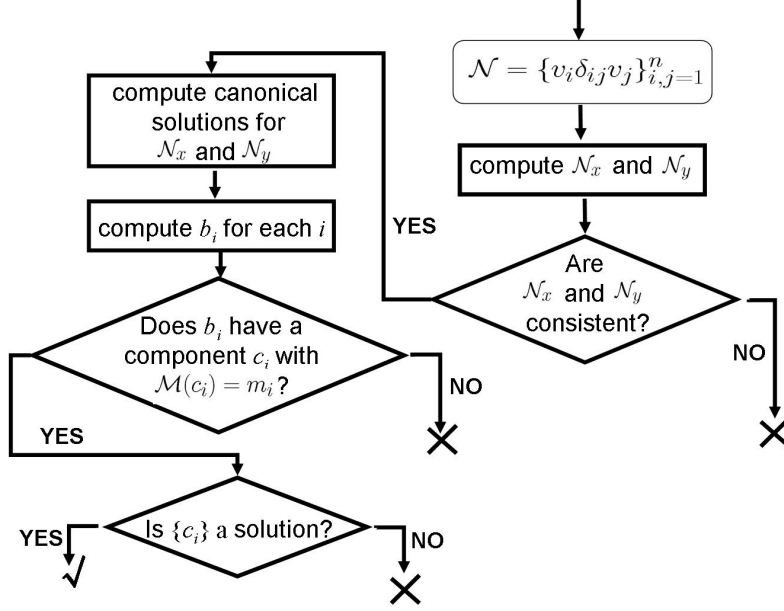 𝒩 = {v_i δ_ij v_j}^n_{i,j=1}
compute 𝒩_x and 𝒩_y
Are
𝒩_x and 𝒩_y
consistent?
YES
NO
compute canonical
solutions for
𝒩_x and 𝒩_y
compute b_i for each i
Does b_i have a
component c_i with
ℳ(c_i) = m_i?
NO
YES
Is {c_i} a solution?
YES
NO